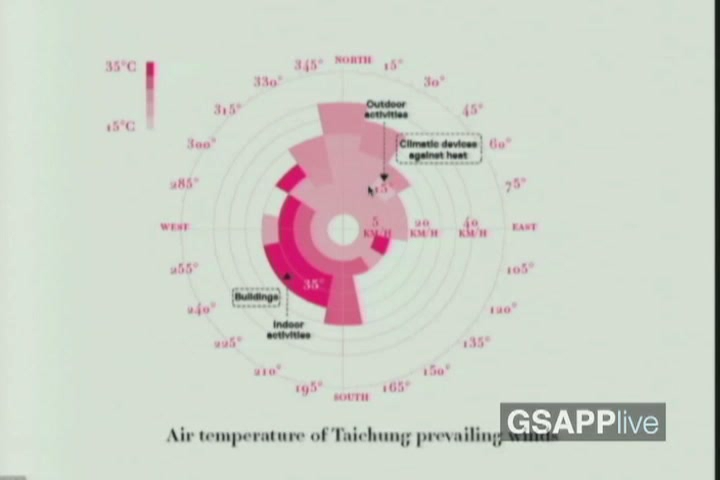 35°C
15°C
NORTH
345°
15°
330°
30°
315°
45°
300°
60°
285°
75°
WEST
EAST
255°
105°
240°
120°
225°
135°
210°
150°
195°
165°
SOUTH
Outdoor
activities
Climatic devices
against heat
15°
5
KM/H
20
KM/H
40
KM/H
35°
Buildings
Indoor
activities
Air temperature of Taichung prevailing winds
GSAPPlive